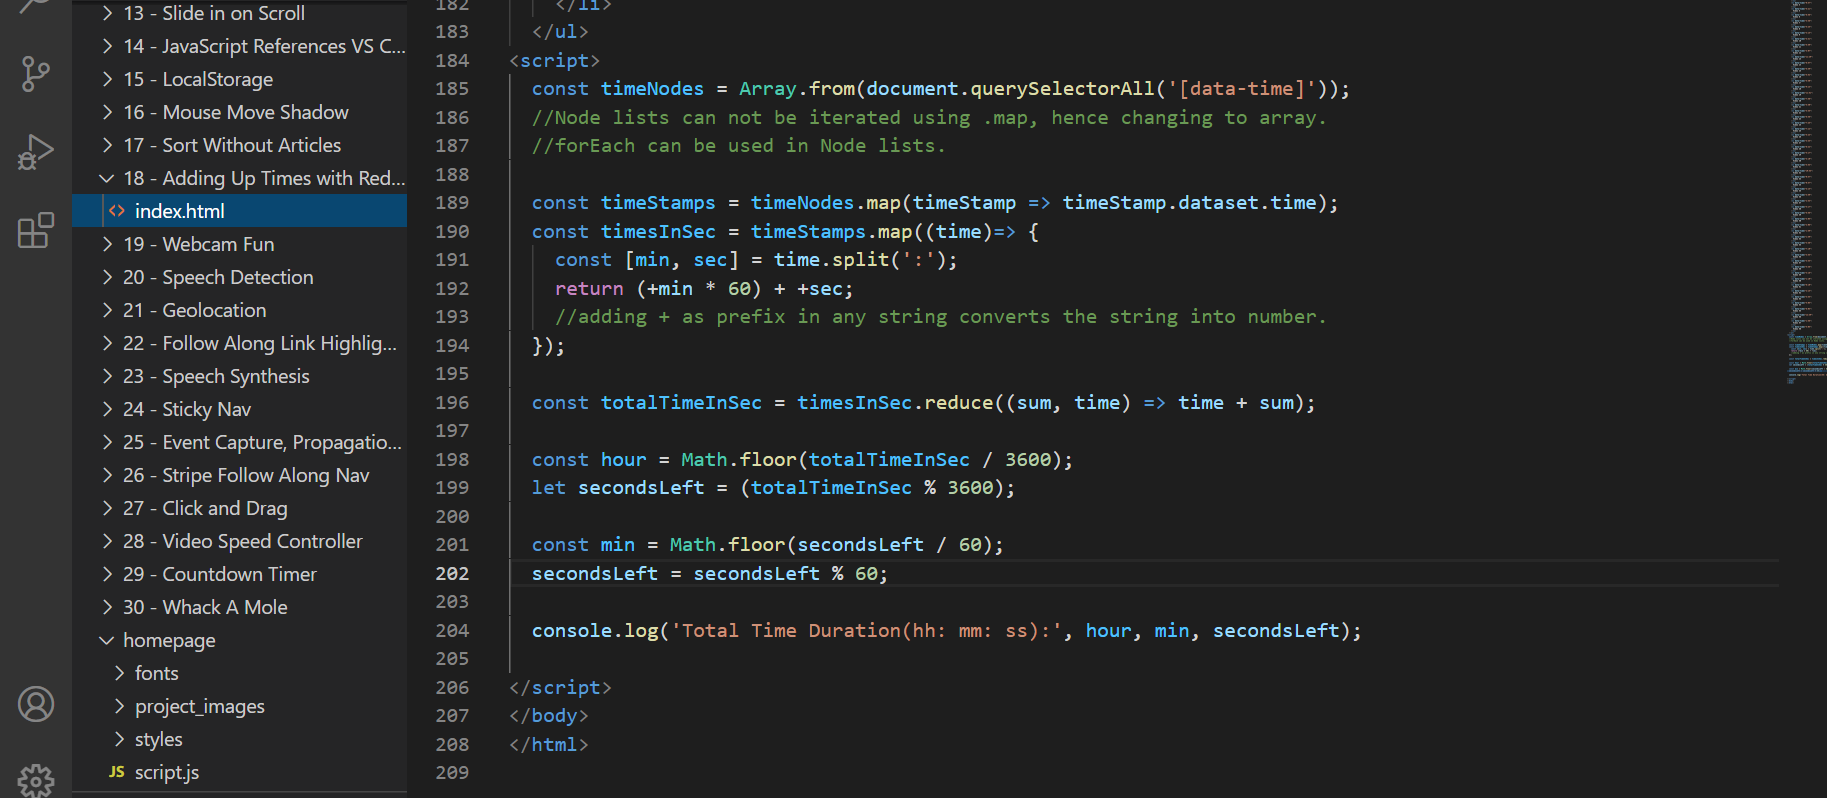 13 - Slide in on Scroll
14 - JavaScript References VS C...
15 - LocalStorage
16 - Mouse Move Shadow
17 - Sort Without Articles
18 - Adding Up Times with Red...
<> index.html
19 - Webcam Fun
20 - Speech Detection
21 - Geolocation
22 - Follow Along Link Highlig...
23 - Speech Synthesis
24 - Sticky Nav
25 - Event Capture, Propagatio...
26 - Stripe Follow Along Nav
27 - Click and Drag
28 - Video Speed Controller
29 - Countdown Timer
30 - Whack A Mole
homepage
fonts
project_images
styles
JS script.js
182 </li>
183 </ul>
184 <script>
185 const timeNodes = Array.from(document.querySelectorAll('[data-time]'));
186 //Node lists can not be iterated using .map, hence changing to array.
187 //forEach can be used in Node lists.
188
189 const timeStamps = timeNodes.map(timeStamp => timeStamp.dataset.time);
190 const timesInSec = timeStamps.map((time)=> {
191 const [min, sec] = time.split(':');
192 return (+min * 60) + +sec;
193 //adding + as prefix in any string converts the string into number.
194 });
195
196 const totalTimeInSec = timesInSec.reduce((sum, time) => time + sum);
197
198 const hour = Math.floor(totalTimeInSec / 3600);
199 let secondsLeft = (totalTimeInSec % 3600);
200
201 const min = Math.floor(secondsLeft / 60);
202 secondsLeft = secondsLeft % 60;
203
204 console.log('Total Time Duration(hh: mm: ss):', hour, min, secondsLeft);
205
206 </script>
207 </body>
208 </html>
209